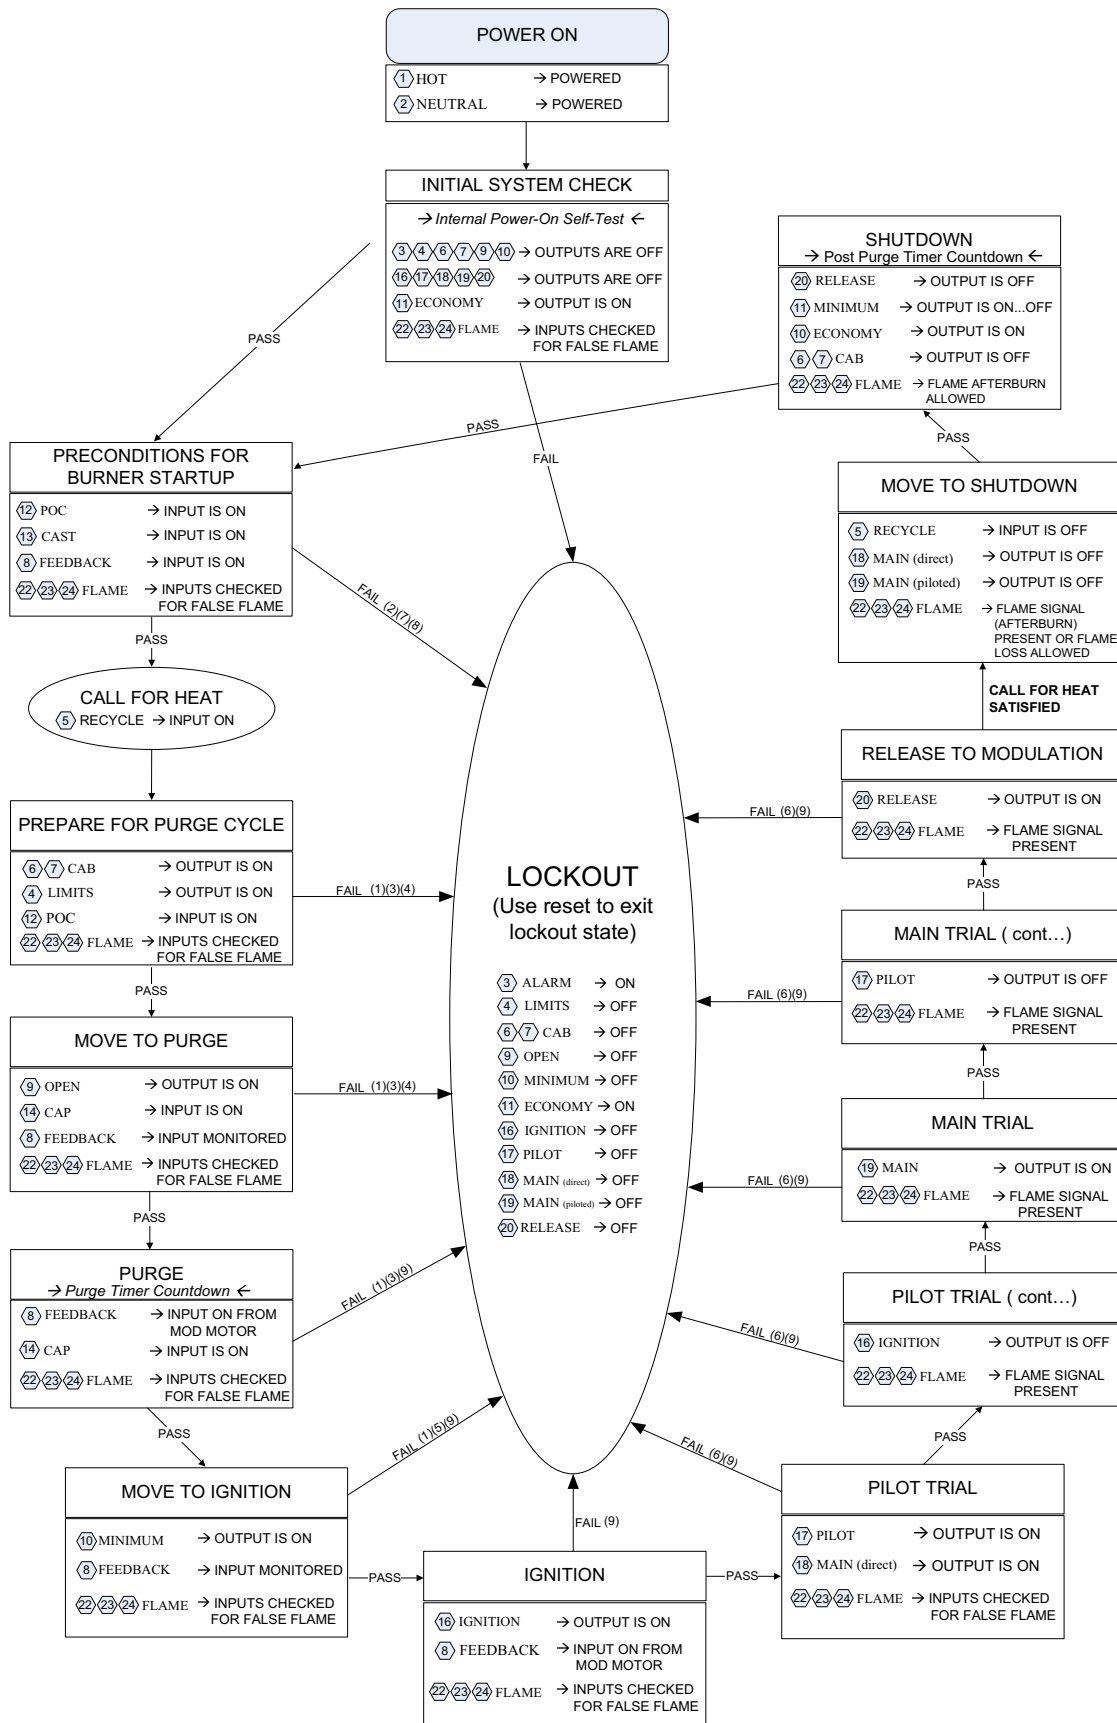 POWER ON
1 HOT → POWERED
2 NEUTRAL → POWERED
INITIAL SYSTEM CHECK
→ Internal Power-On Self-Test ←
3 4 6 7 9 10 → OUTPUTS ARE OFF
16 17 18 19 20 → OUTPUTS ARE OFF
11 ECONOMY → OUTPUT IS ON
22 23 24 FLAME → INPUTS CHECKED
FOR FALSE FLAME
PASS
FAIL
PRECONDITIONS FOR
BURNER STARTUP
12 POC → INPUT IS ON
13 CAST → INPUT IS ON
8 FEEDBACK → INPUT IS ON
22 23 24 FLAME → INPUTS CHECKED
FOR FALSE FLAME
FAIL (2)(7)(8)
PASS
CALL FOR HEAT
5 RECYCLE → INPUT ON
PREPARE FOR PURGE CYCLE
6 7 CAB → OUTPUT IS ON
4 LIMITS → OUTPUT IS ON
12 POC → INPUT IS ON
22 23 24 FLAME → INPUTS CHECKED
FOR FALSE FLAME
FAIL (1)(3)(4)
PASS
MOVE TO PURGE
9 OPEN → OUTPUT IS ON
14 CAP → INPUT IS ON
8 FEEDBACK → INPUT MONITORED
22 23 24 FLAME → INPUTS CHECKED
FOR FALSE FLAME
FAIL (1)(3)(4)
PASS
PURGE
→ Purge Timer Countdown ←
8 FEEDBACK → INPUT ON FROM
MOD MOTOR
14 CAP → INPUT IS ON
22 23 24 FLAME → INPUTS CHECKED
FOR FALSE FLAME
FAIL (1)(3)(9)
PASS
MOVE TO IGNITION
10 MINIMUM → OUTPUT IS ON
8 FEEDBACK → INPUT MONITORED
22 23 24 FLAME → INPUTS CHECKED
FOR FALSE FLAME
FAIL (1)(5)(9)
PASS
IGNITION
16 IGNITION → OUTPUT IS ON
8 FEEDBACK → INPUT ON FROM
MOD MOTOR
22 23 24 FLAME → INPUTS CHECKED
FOR FALSE FLAME
FAIL (9)
PASS
PILOT TRIAL
17 PILOT → OUTPUT IS ON
18 MAIN (direct) → OUTPUT IS ON
22 23 24 FLAME → INPUTS CHECKED
FOR FALSE FLAME
FAIL (6)(9)
PASS
PILOT TRIAL ( cont…)
16 IGNITION → OUTPUT IS OFF
22 23 24 FLAME → FLAME SIGNAL
PRESENT
FAIL (6)(9)
PASS
MAIN TRIAL
19 MAIN → OUTPUT IS ON
22 23 24 FLAME → FLAME SIGNAL
PRESENT
FAIL (6)(9)
PASS
MAIN TRIAL ( cont…)
17 PILOT → OUTPUT IS OFF
22 23 24 FLAME → FLAME SIGNAL
PRESENT
FAIL (6)(9)
PASS
RELEASE TO MODULATION
20 RELEASE → OUTPUT IS ON
22 23 24 FLAME → FLAME SIGNAL
PRESENT
FAIL (6)(9)
CALL FOR HEAT
SATISFIED
MOVE TO SHUTDOWN
5 RECYCLE → INPUT IS OFF
18 MAIN (direct) → OUTPUT IS OFF
19 MAIN (piloted) → OUTPUT IS OFF
22 23 24 FLAME → FLAME SIGNAL
(AFTERBURN)
PRESENT OR FLAME
LOSS ALLOWED
PASS
SHUTDOWN
→ Post Purge Timer Countdown ←
20 RELEASE → OUTPUT IS OFF
11 MINIMUM → OUTPUT IS ON...OFF
10 ECONOMY → OUTPUT IS ON
6 7 CAB → OUTPUT IS OFF
22 23 24 FLAME → FLAME AFTERBURN
ALLOWED
PASS
LOCKOUT
(Use reset to exit
lockout state)
3 ALARM → ON
4 LIMITS → OFF
6 7 CAB → OFF
9 OPEN → OFF
10 MINIMUM → OFF
11 ECONOMY → ON
16 IGNITION → OFF
17 PILOT → OFF
18 MAIN (direct) → OFF
19 MAIN (piloted) → OFF
20 RELEASE → OFF